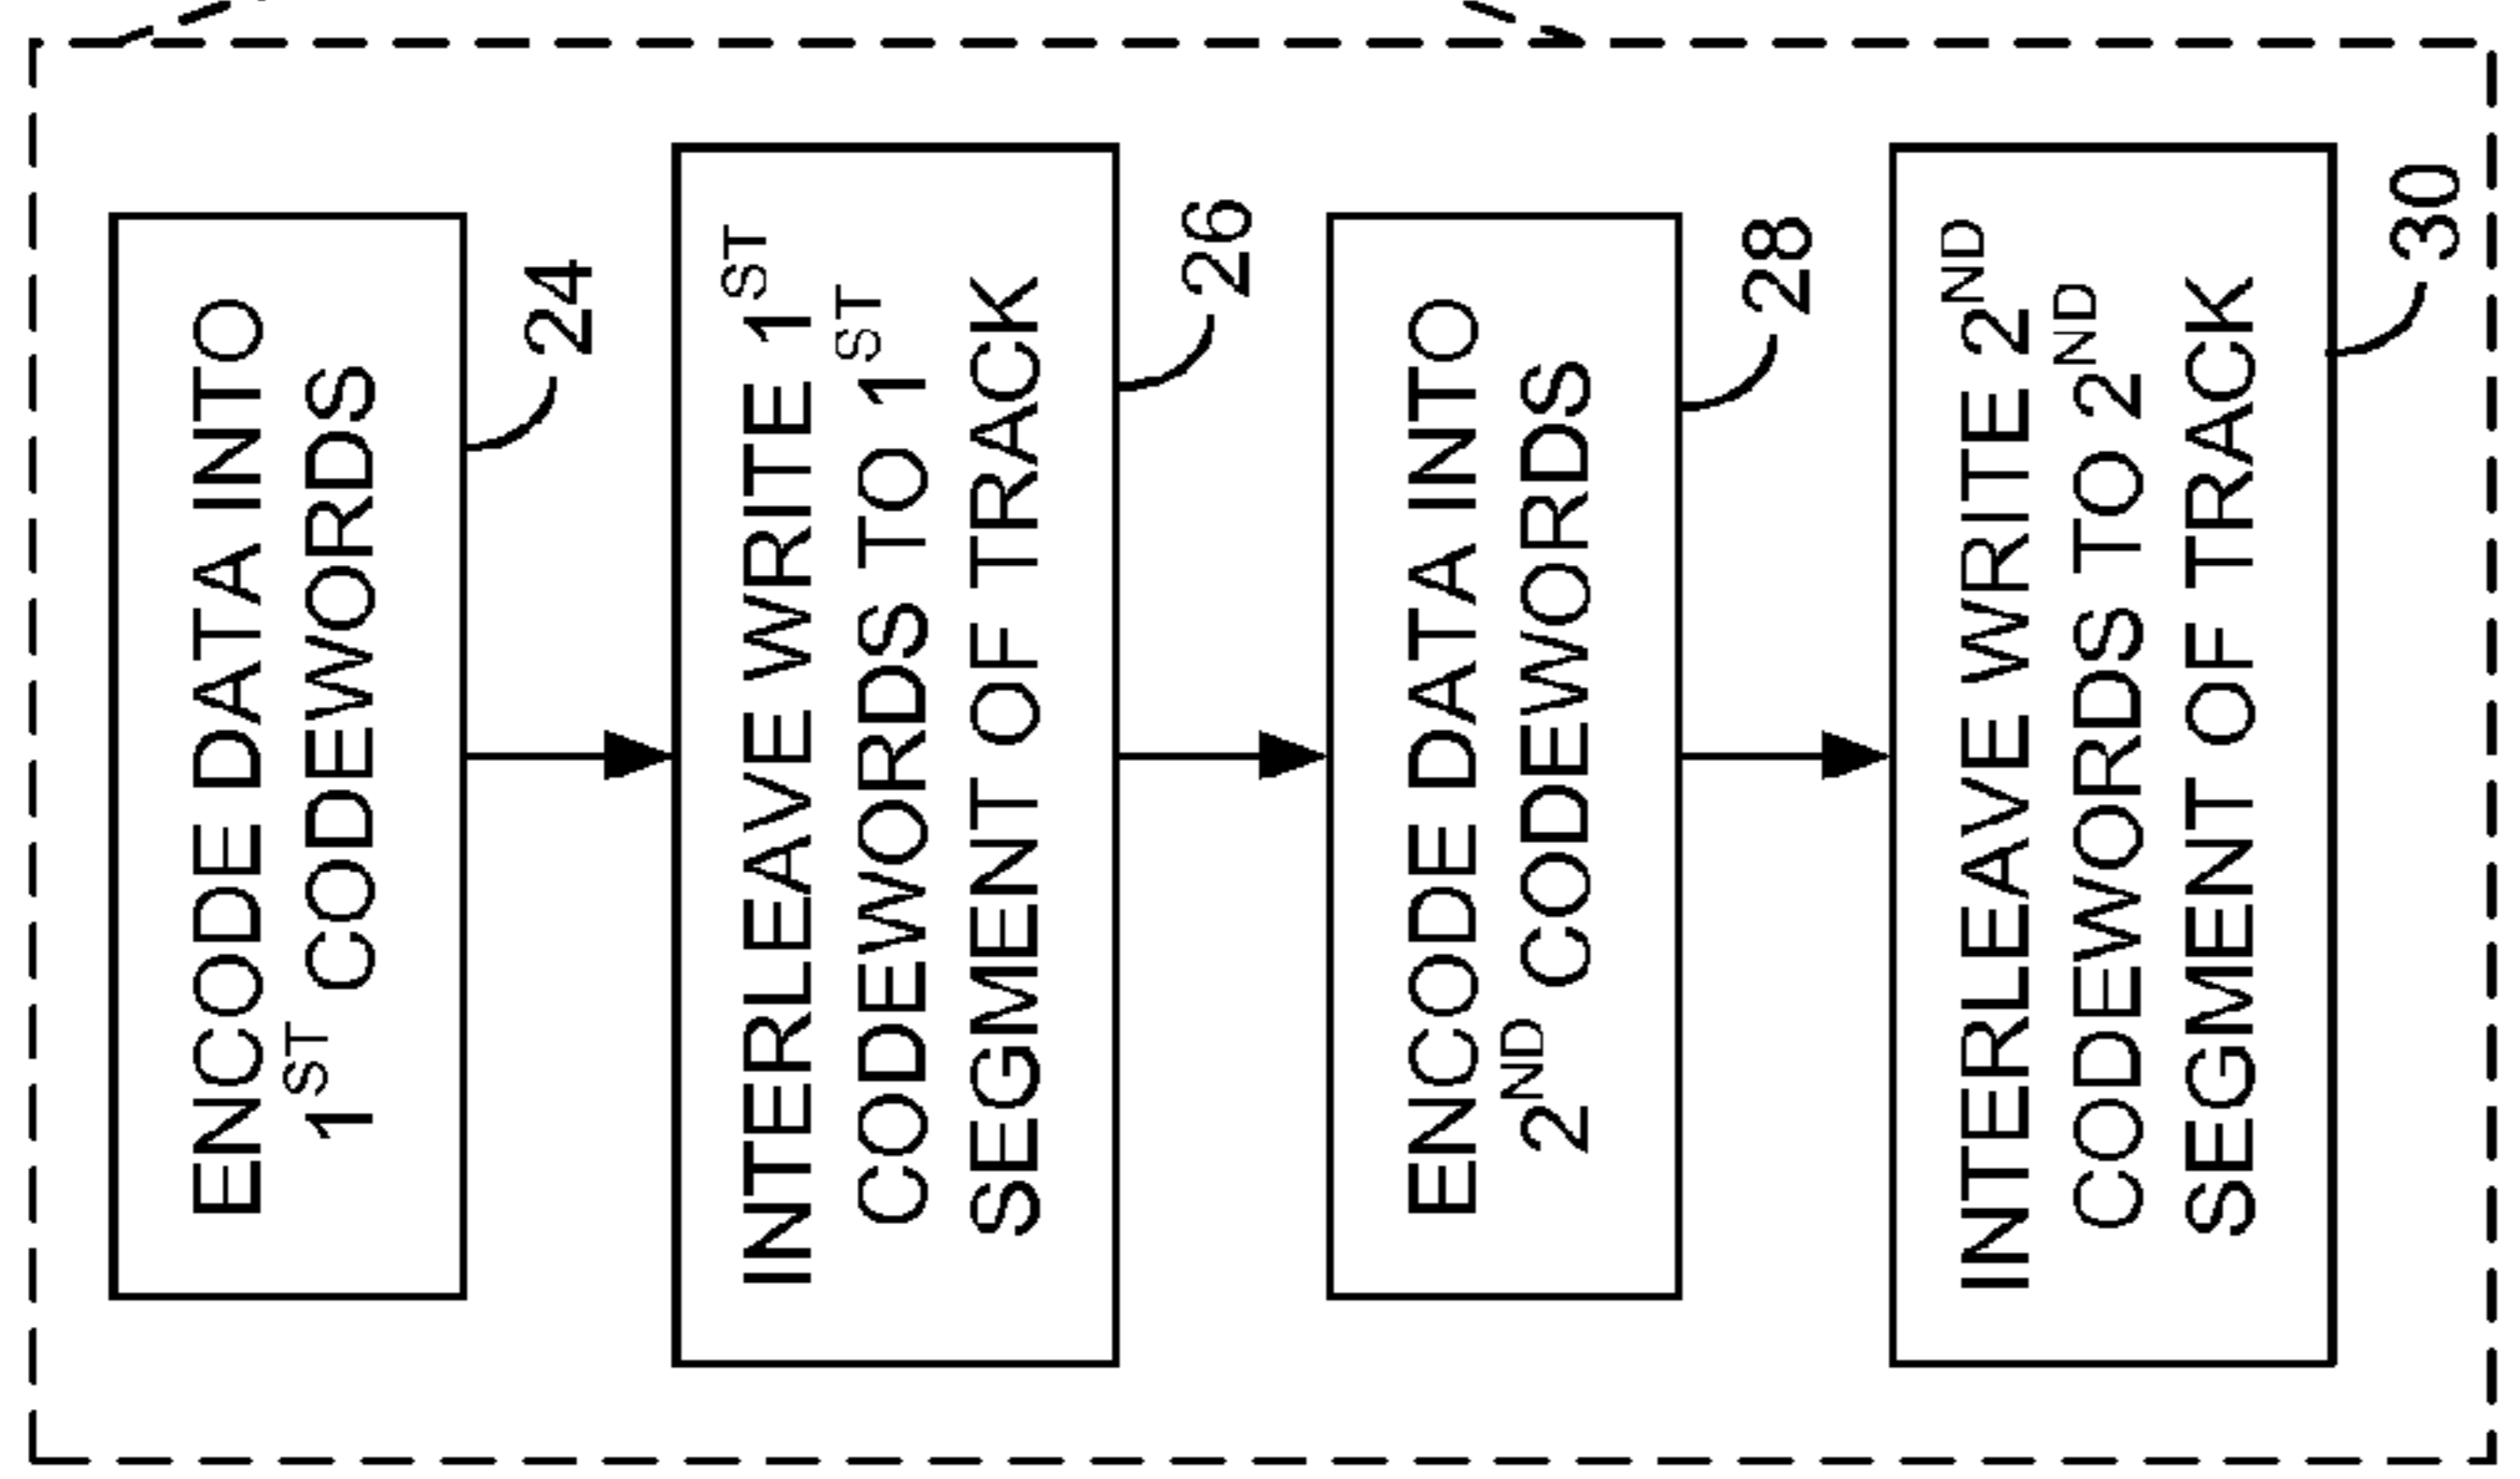 ENCODE DATA INTO
1ST CODEWORDS
24
INTERLEAVE WRITE 1ST
CODEWORDS TO 1ST
SEGMENT OF TRACK
26
ENCODE DATA INTO
2ND CODEWORDS
28
INTERLEAVE WRITE 2ND
CODEWORDS TO 2ND
SEGMENT OF TRACK
30